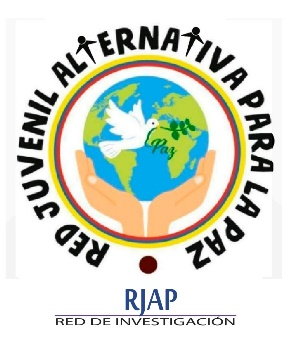 RED JUVENIL ALTERNATIVA PARA LA PAZ
Paz
RJAP
RED DE INVESTIGACIÓN